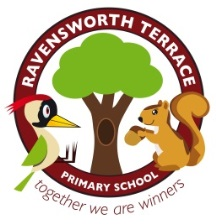 RAVENSWORTH TERRACE
PRIMARY SCHOOL
together we are winners